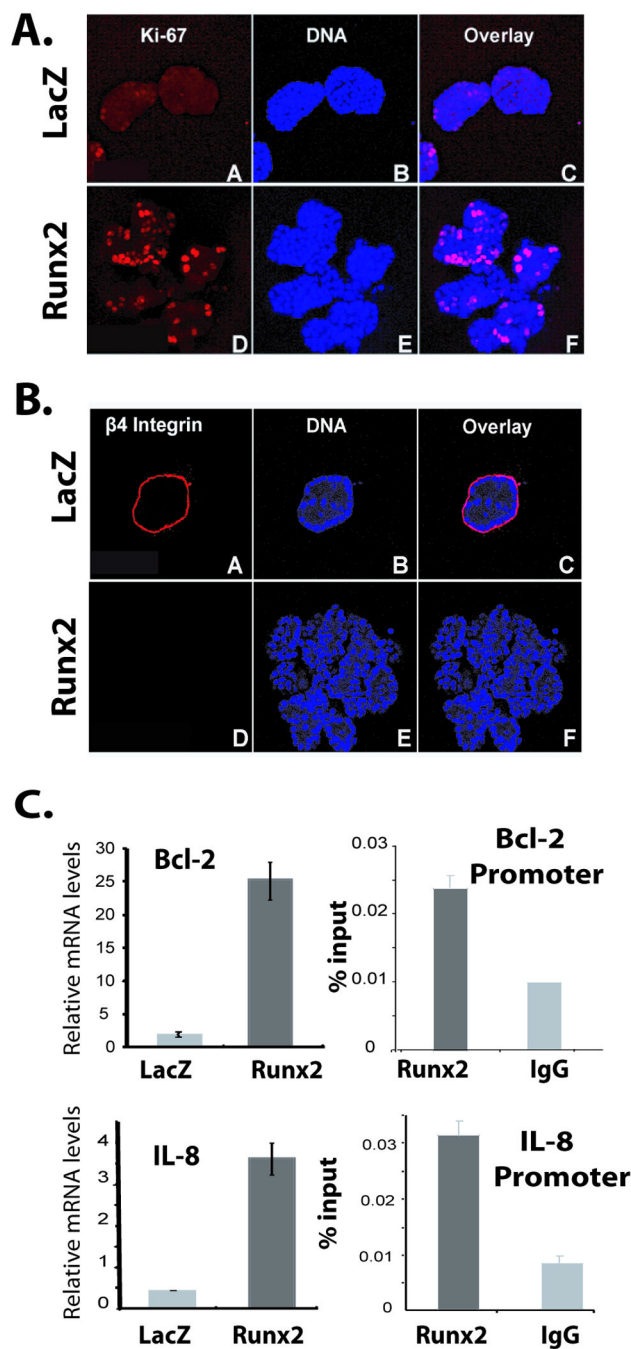 A.
Ki-67 DNA Overlay
LacZ
A B C
Runx2
D E F
B.
β4 Integrin DNA Overlay
LacZ
A B C
Runx2
D E F
C.
Bcl-2
Relative mRNA levels
30
25
20
15
10
5
0
LacZ Runx2
Bcl-2
Promoter
% input
0.03
0.02
0.01
0
Runx2 IgG
IL-8
Relative mRNA levels
4
3
2
1
0
LacZ Runx2
IL-8
Promoter
% input
0.03
0.02
0.01
0
Runx2 IgG